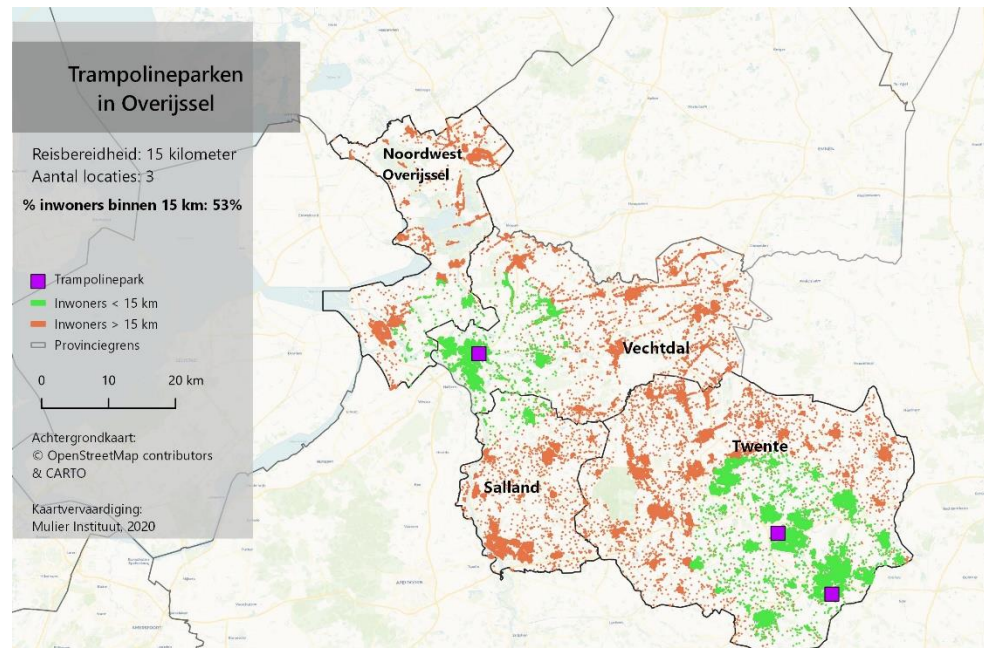 Trampolineparken
in Overijssel
Reisbereidheid: 15 kilometer
Aantal locaties: 3
% inwoners binnen 15 km: 53%
Trampolinepark
Inwoners < 15 km
Inwoners > 15 km
Provinciegrens
0 10 20 km
Achtergrondkaart:
© OpenStreetMap contributors
& CARTO
Kaartvervaardiging:
Mulier Instituut, 2020
Noordwest
Overijssel
Vechtdal
Twente
Salland